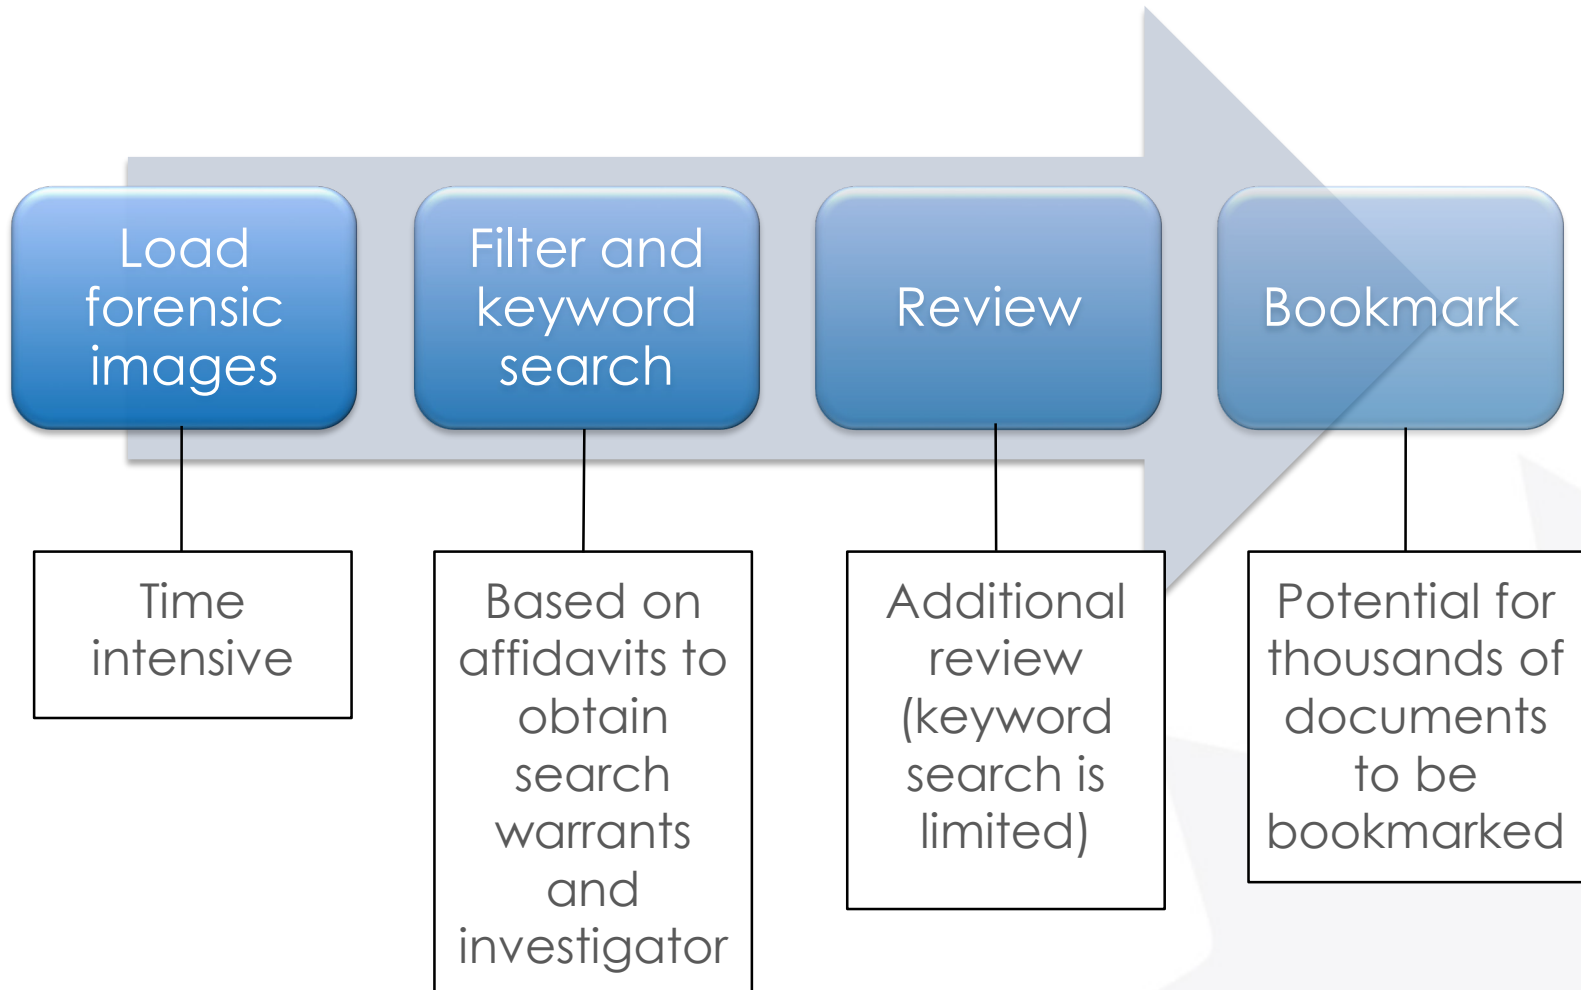 Load
forensic
images
Filter and
keyword
search
Review
Bookmark
Time
intensive
Based on
affidavits to
obtain
search
warrants
and
investigator
Additional
review
(keyword
search is
limited)
Potential for
thousands of
documents
to be
bookmarked